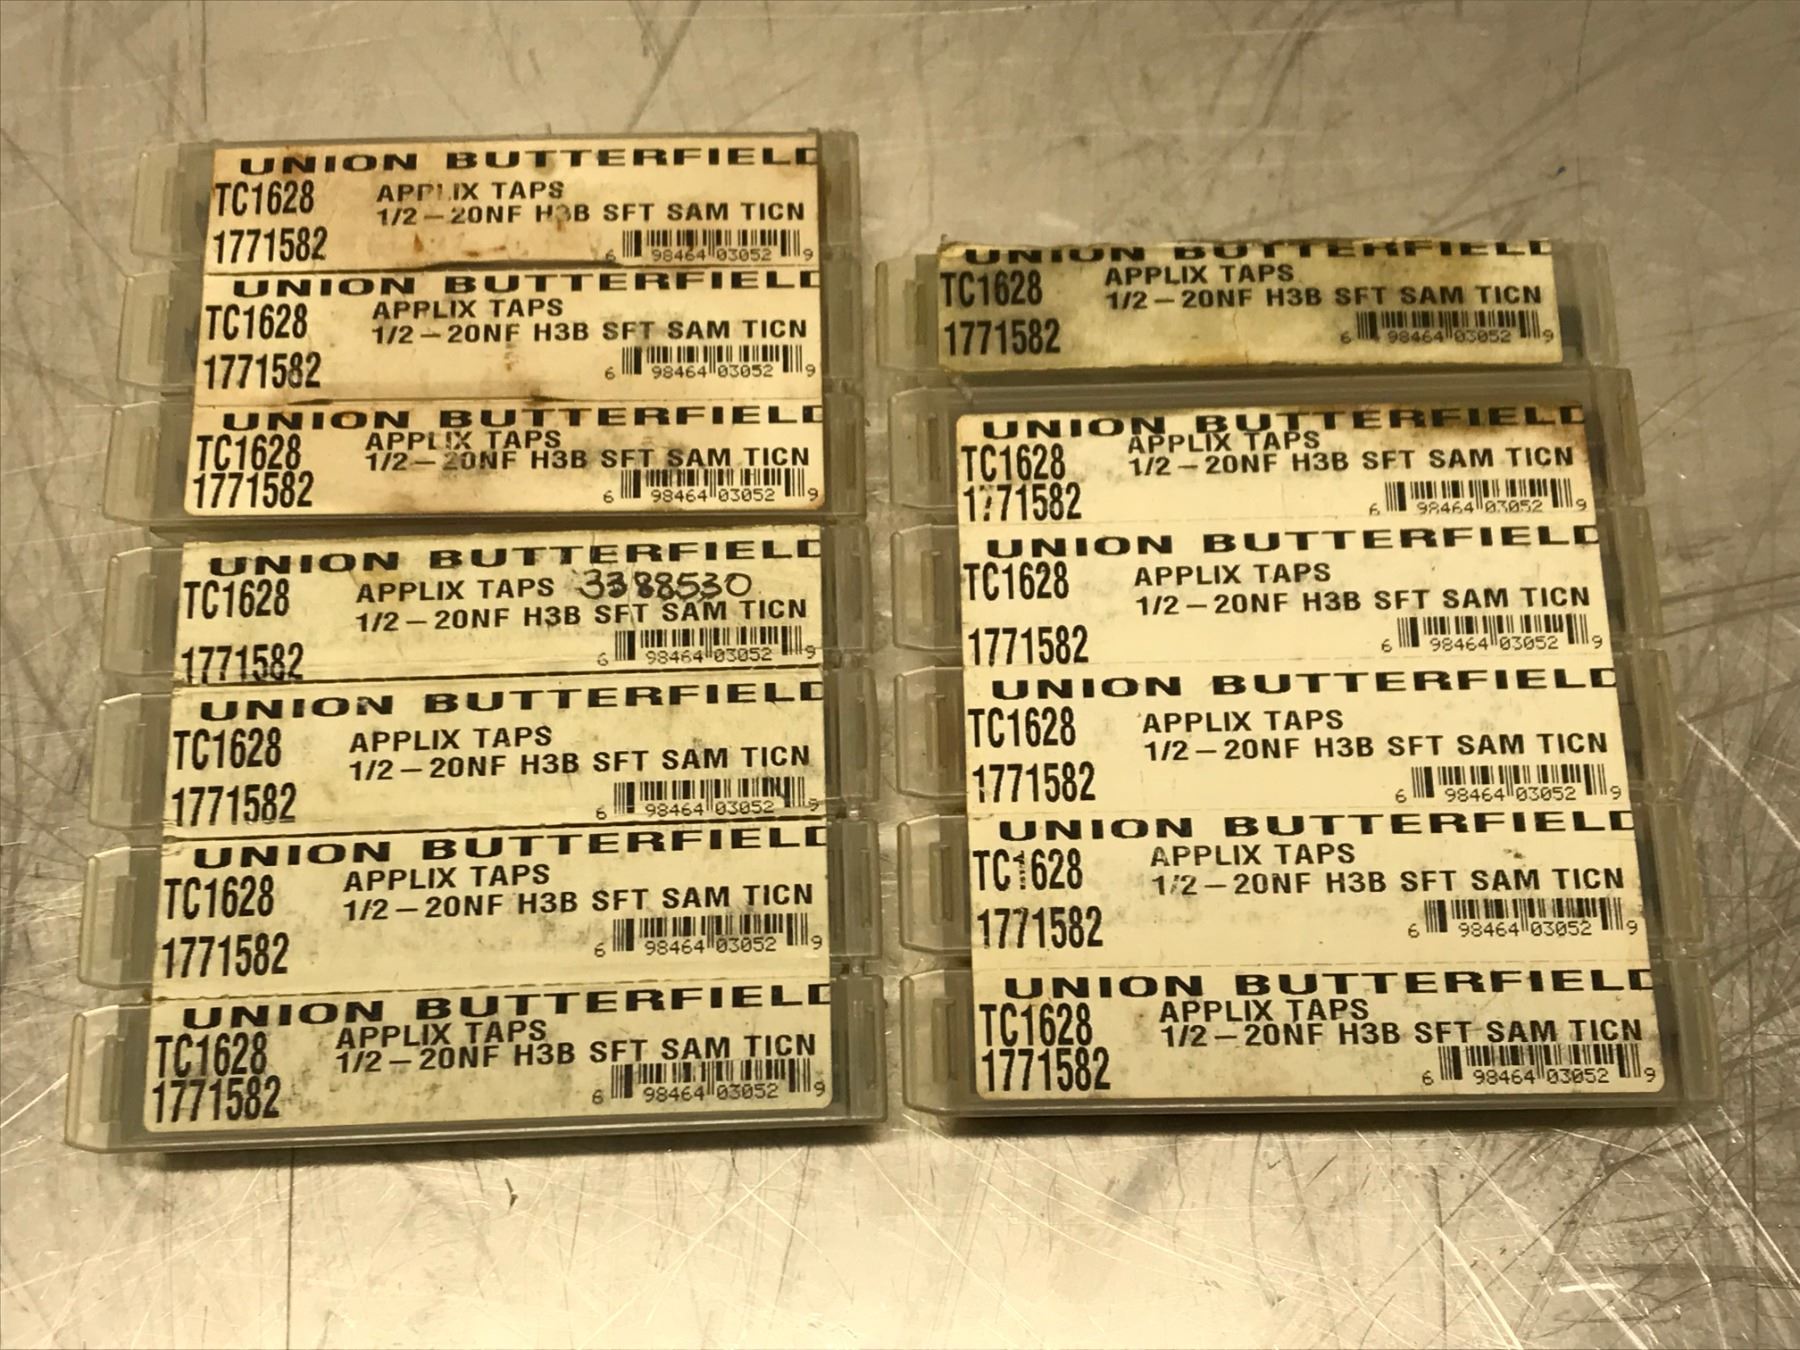 UNION BUTTERFIELD
TC1628 APPLIX TAPS
1/2-20NF H3B SFT SAM TICN
1771582
6 98464 03052 9
UNION BUTTERFIELD
TC1628 APPLIX TAPS
1/2-20NF H3B SFT SAM TICN
1771582
6 98464 03052 9
UNION BUTTERFIELD
TC1628 APPLIX TAPS
1/2-20NF H3B SFT SAM TICN
1771582
6 98464 03052 9
UNION BUTTERFIELD
TC1628 APPLIX TAPS 3388530
1/2-20NF H3B SFT SAM TICN
1771582
6 98464 03052 9
UNION BUTTERFIELD
TC1628 APPLIX TAPS
1/2-20NF H3B SFT SAM TICN
1771582
6 98464 03052 9
UNION BUTTERFIELD
TC1628 APPLIX TAPS
1/2-20NF H3B SFT SAM TICN
1771582
6 98464 03052 9
UNION BUTTERFIELD
TC1628 APPLIX TAPS
1/2-20NF H3B SFT SAM TICN
1771582
6 98464 03052 9
UNION BUTTERFIELD
TC1628 APPLIX TAPS
1/2-20NF H3B SFT SAM TICN
1771582
6 98464 03052 9
UNION BUTTERFIELD
TC1628 APPLIX TAPS
1/2-20NF H3B SFT SAM TICN
1771582
6 98464 03052 9
UNION BUTTERFIELD
TC1628 APPLIX TAPS
1/2-20NF H3B SFT SAM TICN
1771582
6 98464 03052 9
UNION BUTTERFIELD
TC1628 APPLIX TAPS
1/2-20NF H3B SFT SAM TICN
1771582
6 98464 03052 9
UNION BUTTERFIELD
TC1628 APPLIX TAPS
1/2-20NF H3B SFT SAM TICN
1771582
6 98464 03052 9
UNION BUTTERFIELD
TC1628 APPLIX TAPS
1/2-20NF H3B SFT SAM TICN
1771582
6 98464 03052 9